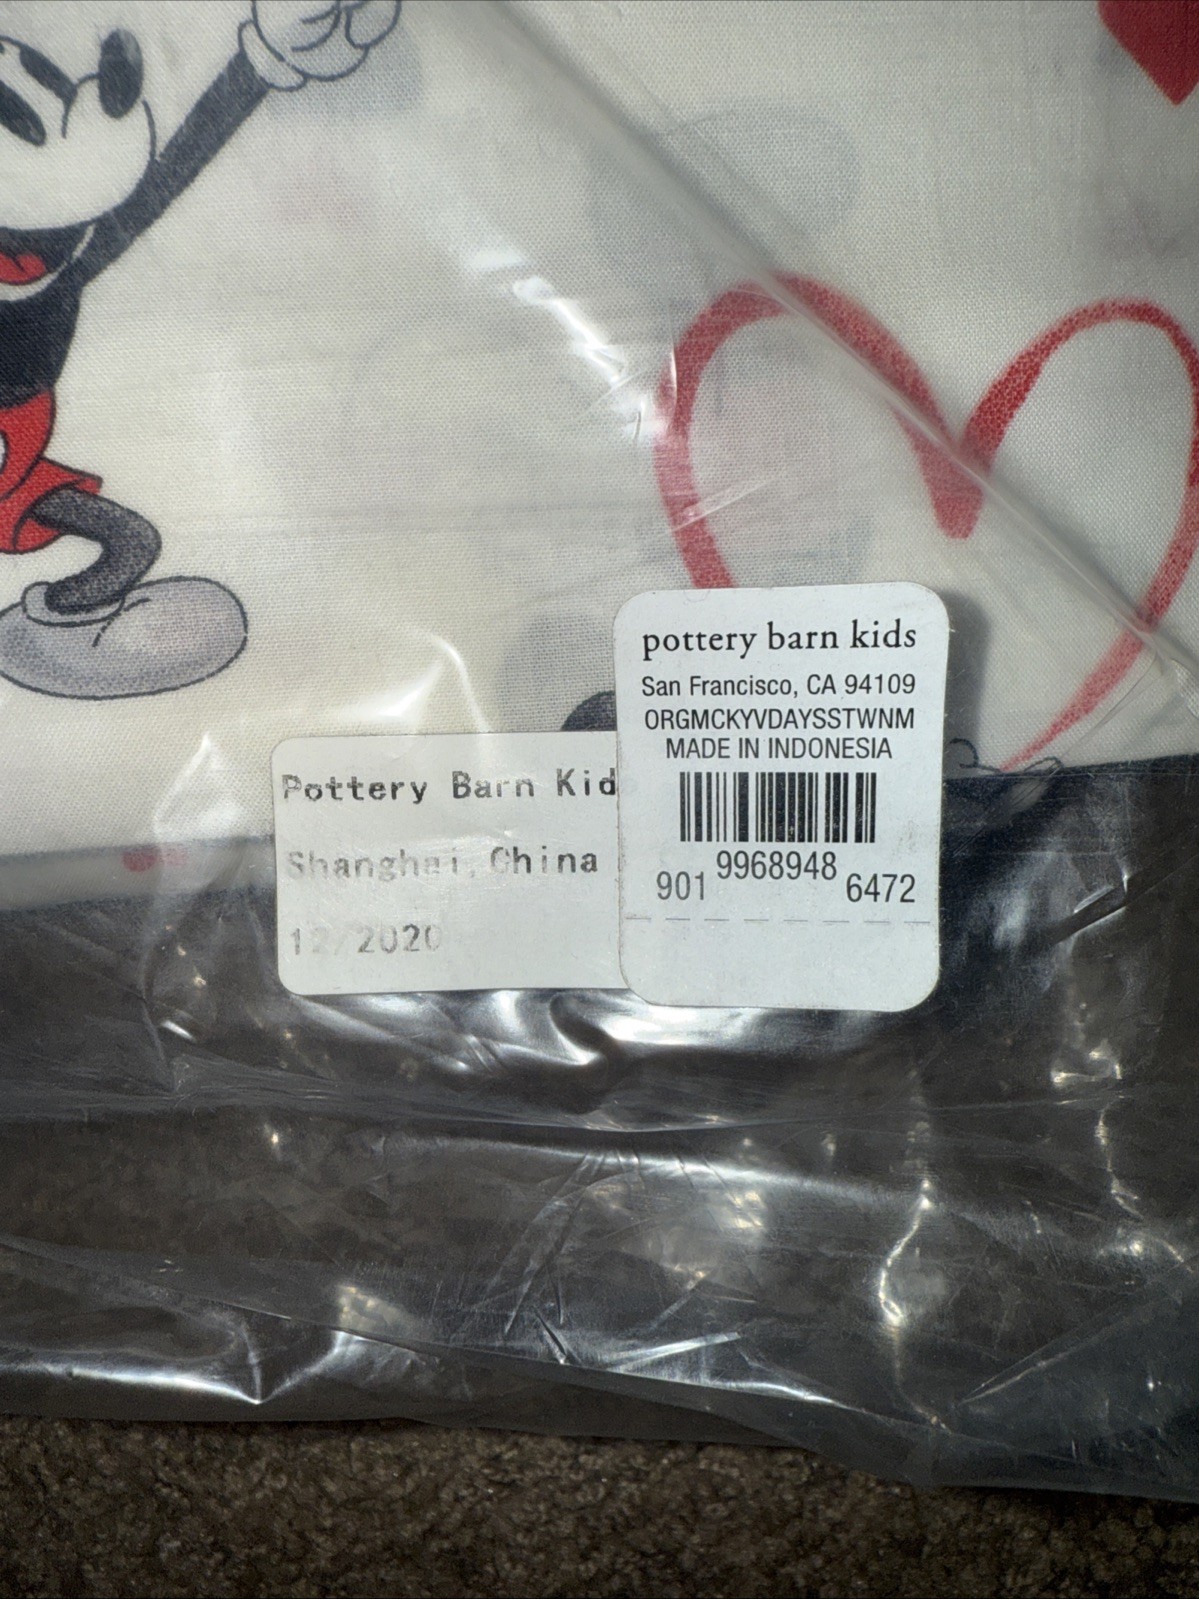 pottery barn kids
San Francisco, CA 94109
ORGMCKYVDAYSSTWNM
MADE IN INDONESIA
901 9968948 6472
Pottery Barn Kid
Shanghai, China
12/2020